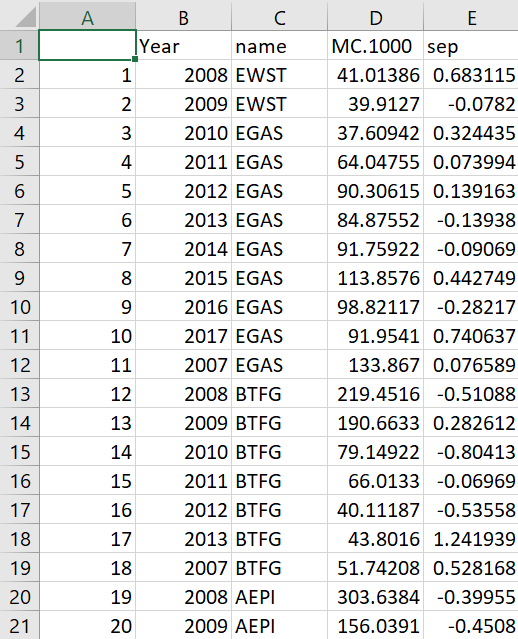 A B C D E
1 Year name MC.1000 sep
2 1 2008 EWST 41.01386 0.683115
3 2 2009 EWST 39.9127 -0.0782
4 3 2010 EGAS 37.60942 0.324435
5 4 2011 EGAS 64.04755 0.073994
6 5 2012 EGAS 90.30615 0.139163
7 6 2013 EGAS 84.87552 -0.13938
8 7 2014 EGAS 91.75922 -0.09069
9 8 2015 EGAS 113.8576 0.442749
10 9 2016 EGAS 98.82117 -0.28217
11 10 2017 EGAS 91.9541 0.740637
12 11 2007 EGAS 133.867 0.076589
13 12 2008 BTFG 219.4516 -0.51088
14 13 2009 BTFG 190.6633 0.282612
15 14 2010 BTFG 79.14922 -0.80413
16 15 2011 BTFG 66.0133 -0.06969
17 16 2012 BTFG 40.11187 -0.53558
18 17 2013 BTFG 43.8016 1.241939
19 18 2007 BTFG 51.74208 0.528168
20 19 2008 AEPI 303.6384 -0.39955
21 20 2009 AEPI 156.0391 -0.4508